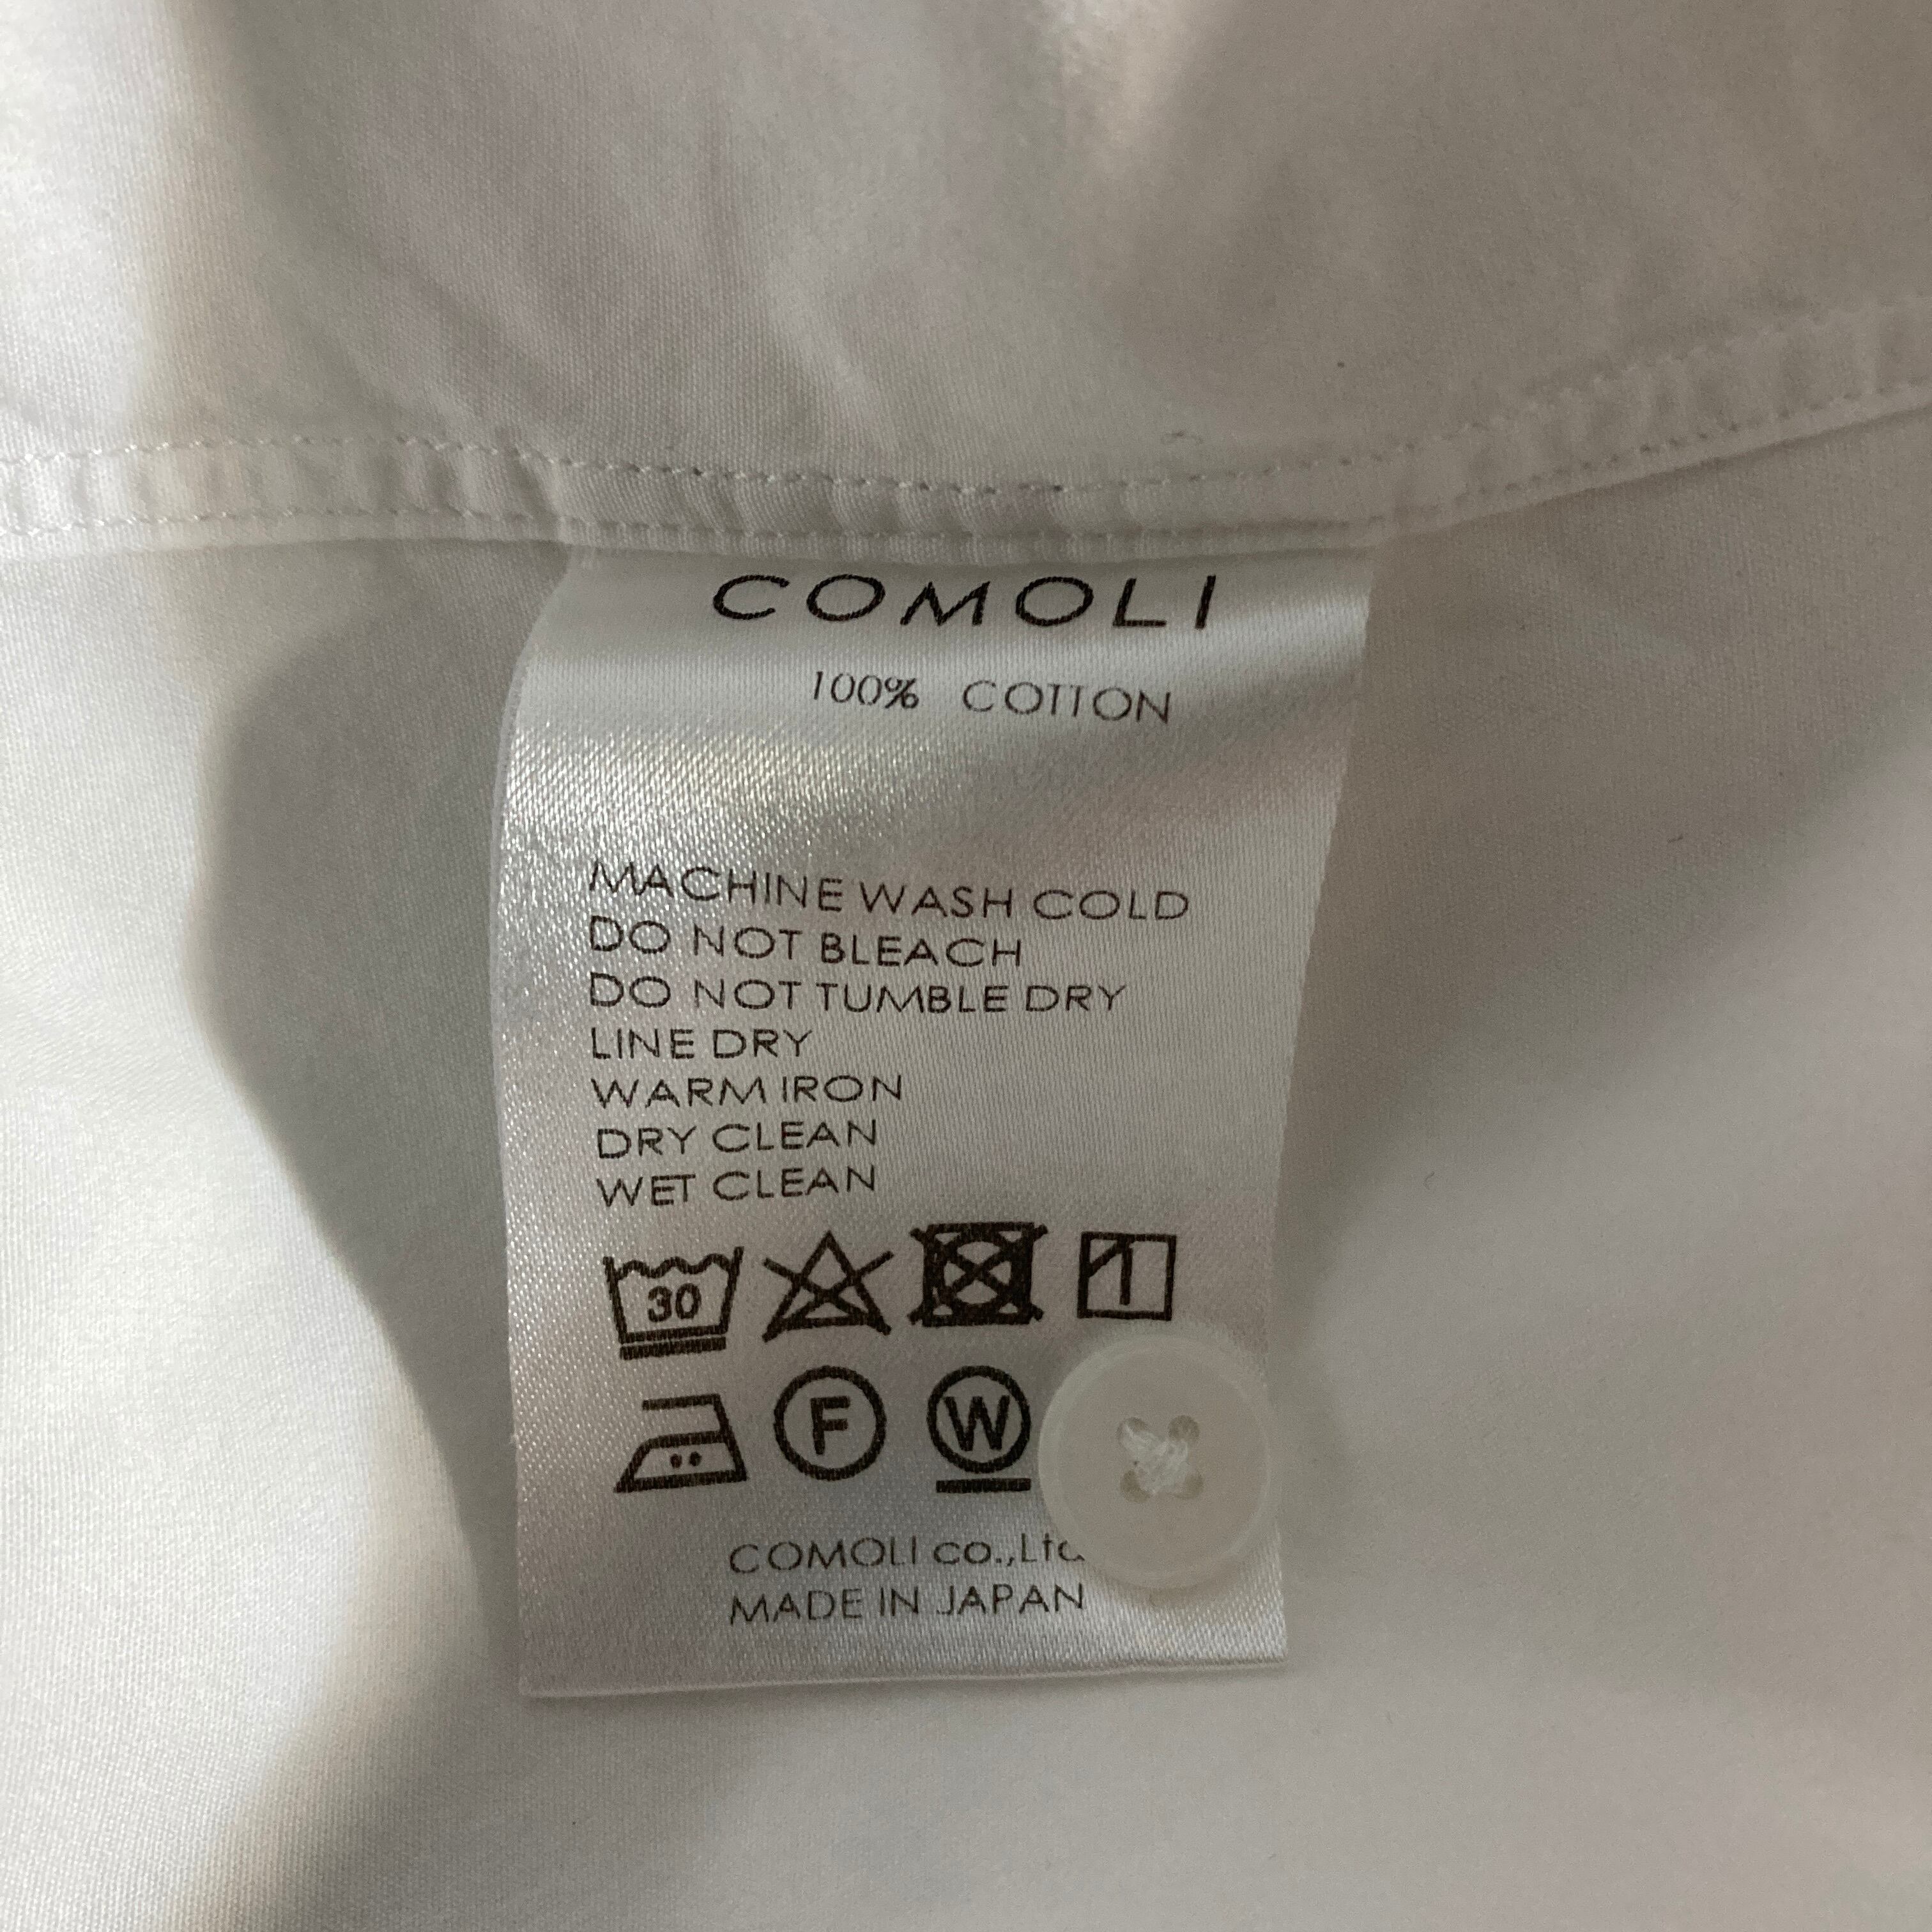 COMOLI
100% COTTON
MACHINE WASH COLD
DO NOT BLEACH
DO NOT TUMBLE DRY
LINE DRY
WARM IRON
DRY CLEAN
WET CLEAN
30
F W
COMOLI co.,Ltd.
MADE IN JAPAN